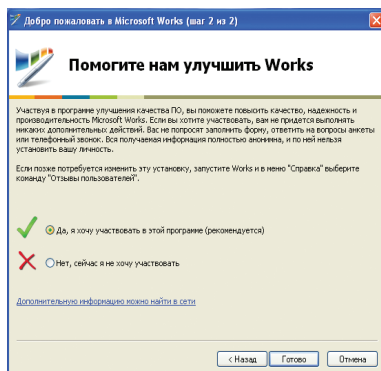 Добро пожаловать в Microsoft Works (шаг 2 из 2)
Помогите нам улучшить Works
Участвуя в программе улучшения качества ПО, вы поможете повысить качество, надежность и
производительность Microsoft Works. Если вы хотите участвовать, вам не придется выполнять
никаких дополнительных действий. Вас не попросят заполнить форму, ответить на вопросы анкеты
или телефонный звонок. Вся получаемая информация полностью анонимна, и по ней нельзя
установить вашу личность.
Если позже потребуется изменить эту установку, запустите Works и в меню "Справка" выберите
команду "Отзывы пользователей".
Да, я хочу участвовать в этой программе (рекомендуется)
Нет, сейчас я не хочу участвовать
Дополнительную информацию можно найти в сети
< Назад Готово Отмена